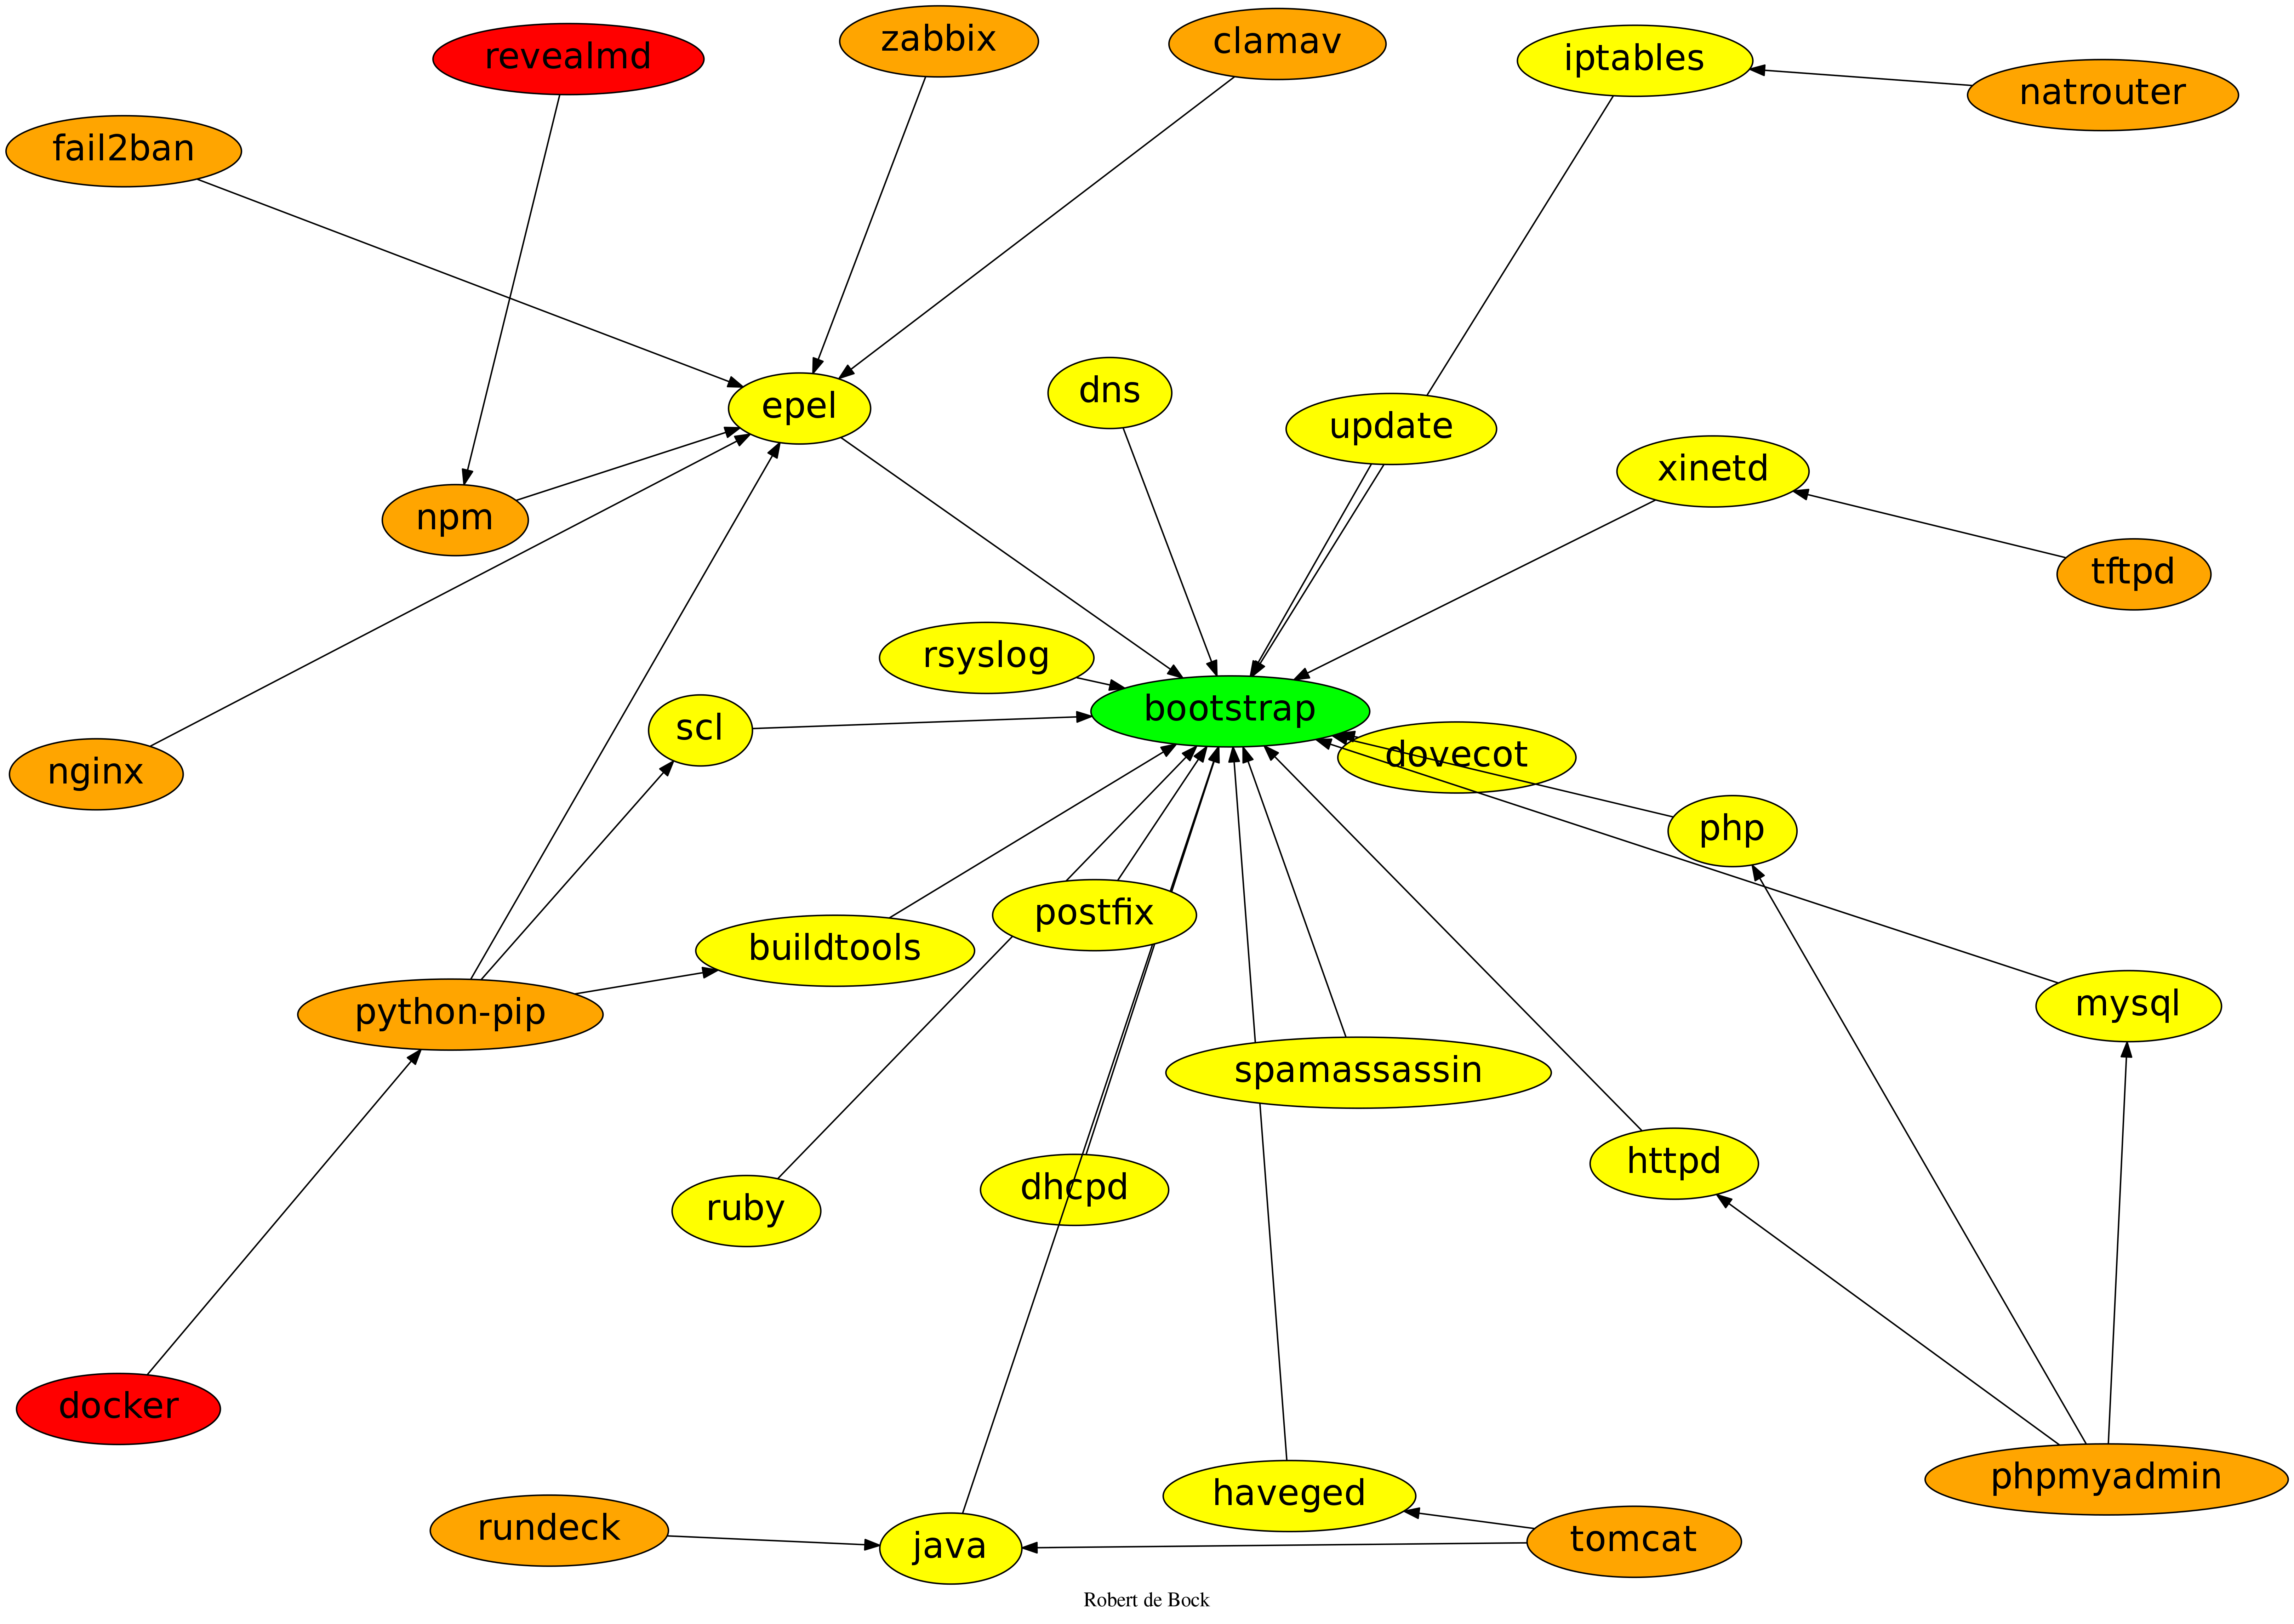 zabbix
clamav
revealmd
iptables
natrouter
fail2ban
dns
epel
update
xinetd
npm
tftpd
rsyslog
bootstrap
scl
dovecot
nginx
php
postfix
buildtools
mysql
python-pip
spamassassin
httpd
dhcpd
ruby
docker
phpmyadmin
haveged
rundeck
tomcat
java
Robert de Bock